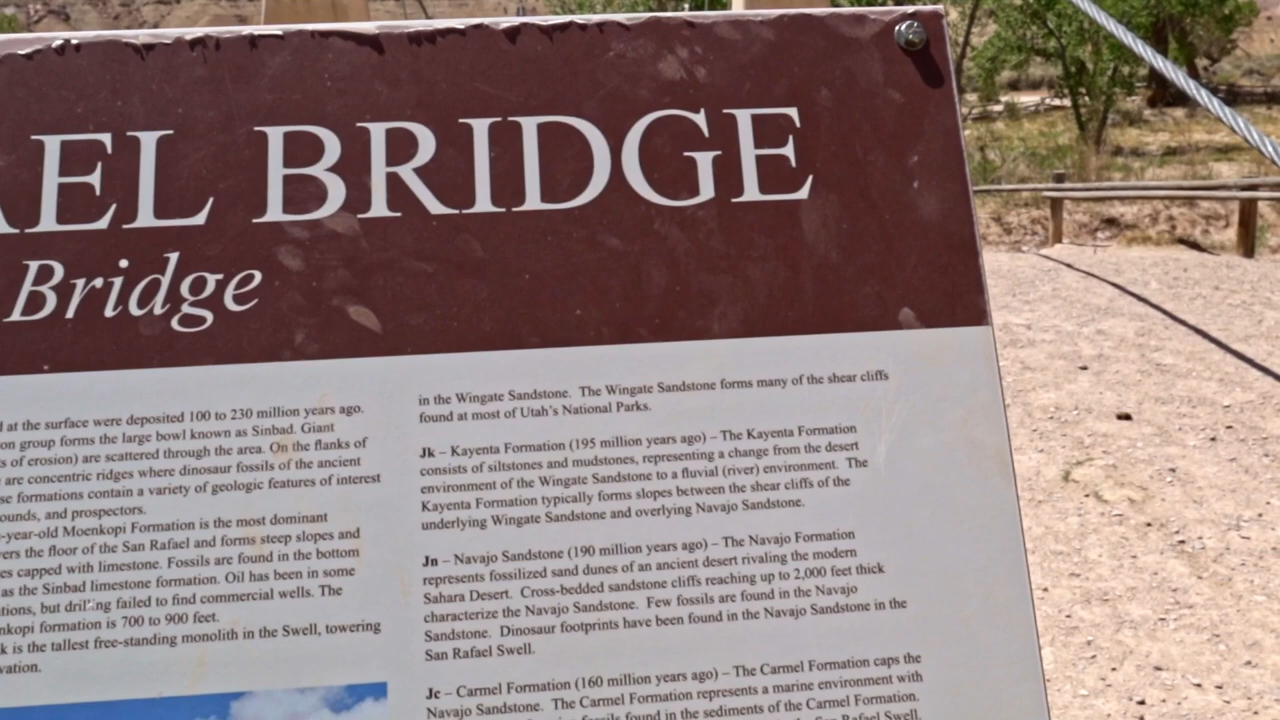 EL BRIDGE
Bridge
at the surface were deposited 100 to 230 million years ago.
on group forms the large bowl known as Sinbad. Giant
s of erosion) are scattered through the area. On the flanks of
are concentric ridges where dinosaur fossils of the ancient
se formations contain a variety of geologic features of interest
ounds, and prospectors.
-year-old Moenkopi Formation is the most dominant
vers the floor of the San Rafael and forms steep slopes and
es capped with limestone. Fossils are found in the bottom
as the Sinbad limestone formation. Oil has been in some
tions, but drilling failed to find commercial wells. The
nkopi formation is 700 to 900 feet.
k is the tallest free-standing monolith in the Swell, towering
vation.
in the Wingate Sandstone. The Wingate Sandstone forms many of the shear cliffs
found at most of Utah's National Parks.
Jk – Kayenta Formation (195 million years ago) – The Kayenta Formation
consists of siltstones and mudstones, representing a change from the desert
environment of the Wingate Sandstone to a fluvial (river) environment. The
Kayenta Formation typically forms slopes between the shear cliffs of the
underlying Wingate Sandstone and overlying Navajo Sandstone.
Jn – Navajo Sandstone (190 million years ago) – The Navajo Formation
represents fossilized sand dunes of an ancient desert rivaling the modern
Sahara Desert. Cross-bedded sandstone cliffs reaching up to 2,000 feet thick
characterize the Navajo Sandstone. Few fossils are found in the Navajo
Sandstone. Dinosaur footprints have been found in the Navajo Sandstone in the
San Rafael Swell.
Jc – Carmel Formation (160 million years ago) – The Carmel Formation caps the
Navajo Sandstone. The Carmel Formation represents a marine environment with
fossils found in the sediments of the Carmel Formation.
San Rafael Swell.